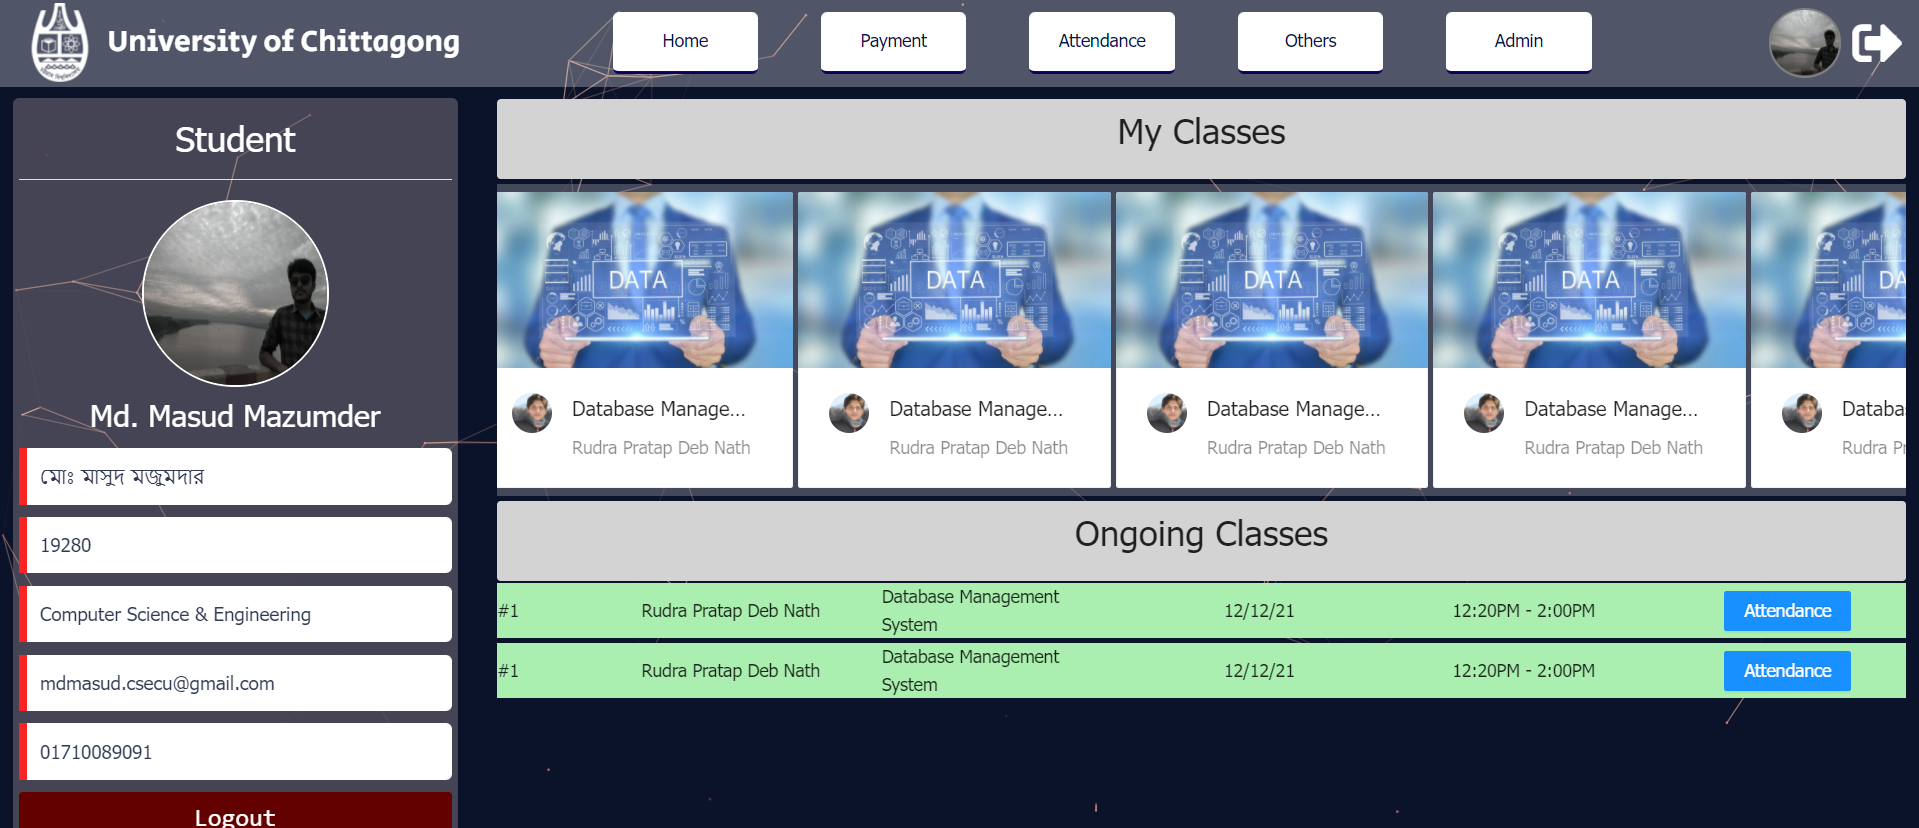 University of Chittagong
Home
Payment
Attendance
Others
Admin
Student
Md. Masud Mazumder
মোঃ মাসুদ মজুমদার
19280
Computer Science & Engineering
mdmasud.csecu@gmail.com
01710089091
Logout
My Classes
DATA
Database Manage...
Rudra Pratap Deb Nath
DATA
Database Manage...
Rudra Pratap Deb Nath
DATA
Database Manage...
Rudra Pratap Deb Nath
DATA
Database Manage...
Rudra Pratap Deb Nath
DA
Databas
Rudra Pr
Ongoing Classes
#1 Rudra Pratap Deb Nath Database Management System 12/12/21 12:20PM - 2:00PM Attendance
#1 Rudra Pratap Deb Nath Database Management System 12/12/21 12:20PM - 2:00PM Attendance